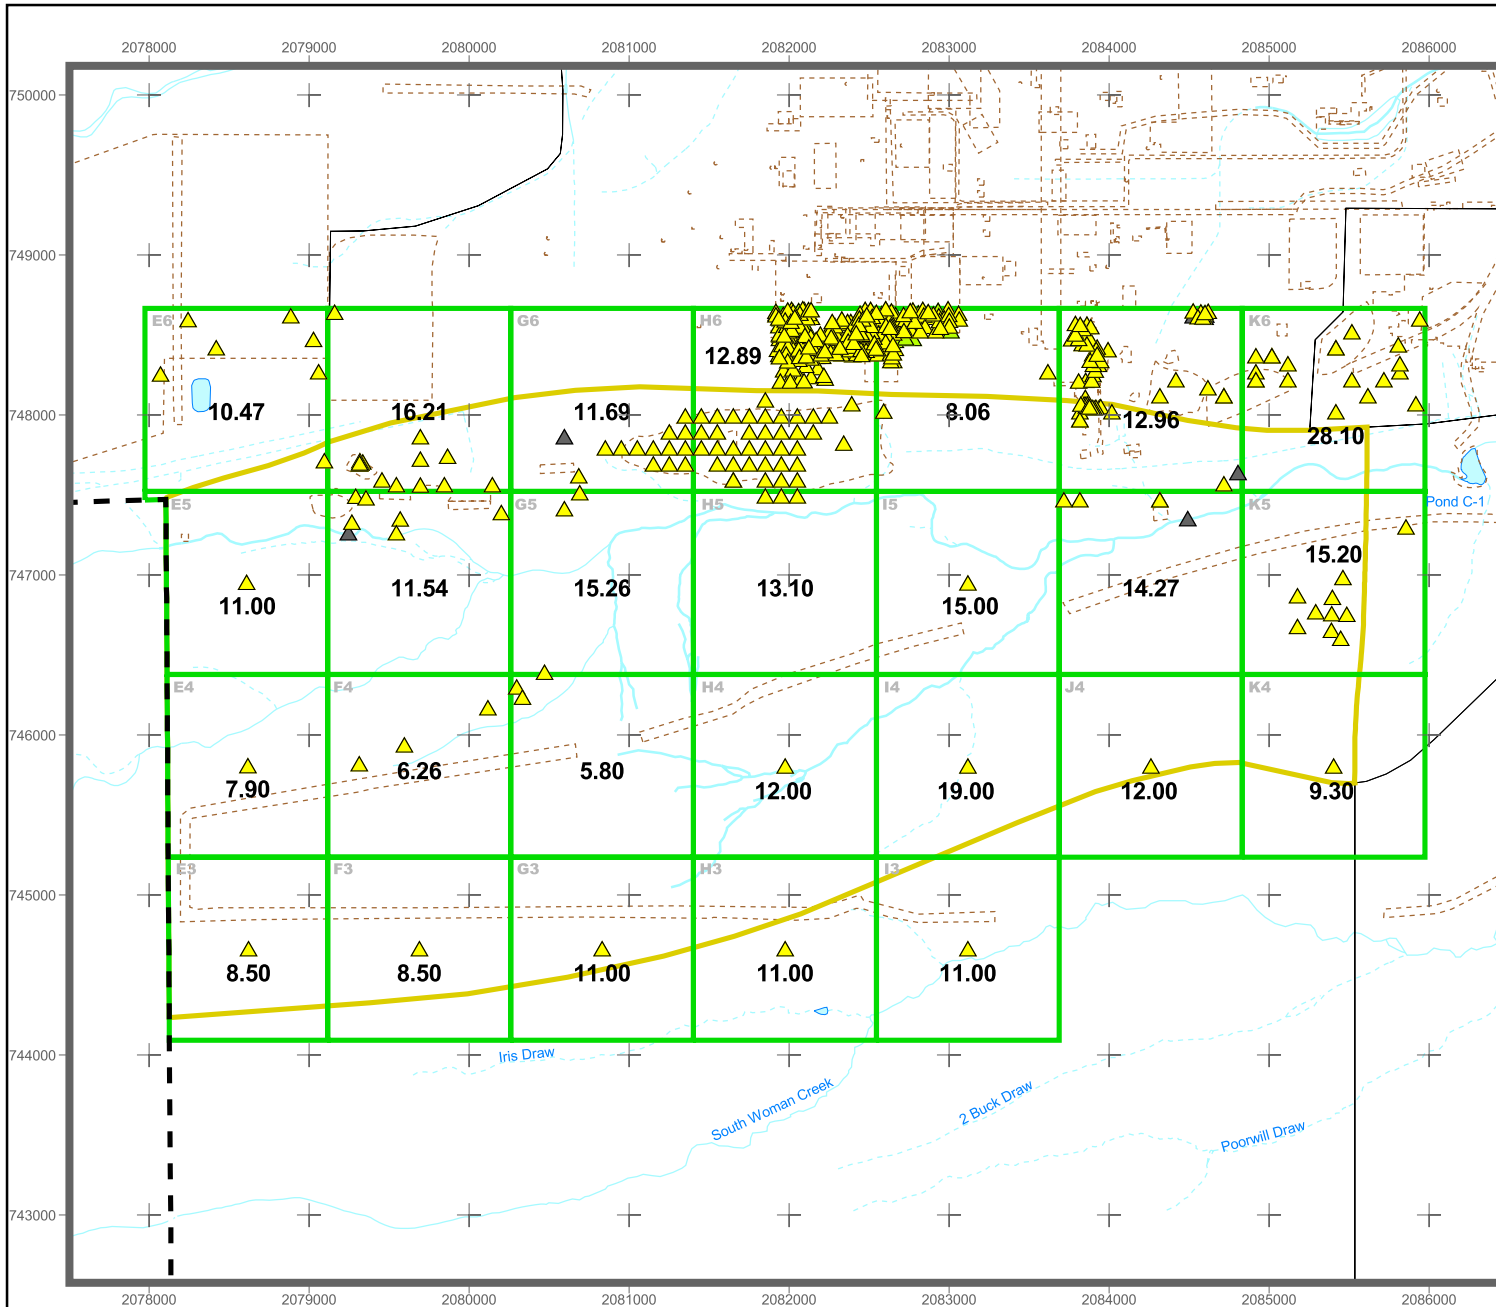 2078000 2079000 2080000 2081000 2082000 2083000 2084000 2085000 2086000
750000
749000
E6 G6 H6 K6
12.89
748000
10.47 16.21 11.69 8.06 12.96 28.10
E5 G5 H5 I5 K5 Pond C-1
15.20
747000
11.00 11.54 15.26 13.10 15.00 14.27
E4 F4 H4 I4 J4 K4
746000
7.90 6.26 5.80 12.00 19.00 12.00 9.30
E3 F3 G3 H3 I3
745000
8.50 8.50 11.00 11.00 11.00
744000
Iris Draw
South Woman Creek
2 Buck Draw
Poorwill Draw
743000
2078000 2079000 2080000 2081000 2082000 2083000 2084000 2085000 2086000